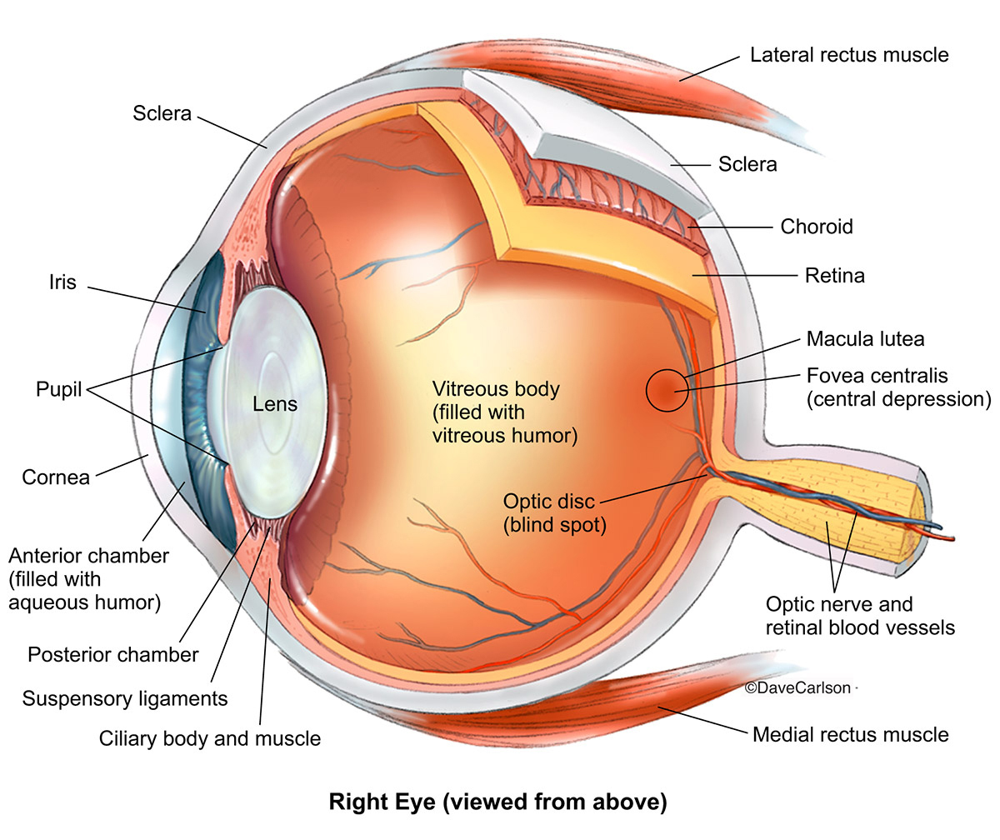 Lateral rectus muscle
Sclera
Sclera
Choroid
Iris
Retina
Macula lutea
Fovea centralis
(central depression)
Pupil
Lens
Vitreous body
(filled with
vitreous humor)
Cornea
Optic disc
(blind spot)
Anterior chamber
(filled with
aqueous humor)
Optic nerve and
retinal blood vessels
Posterior chamber
Suspensory ligaments
©DaveCarlson
Ciliary body and muscle
Medial rectus muscle
Right Eye (viewed from above)